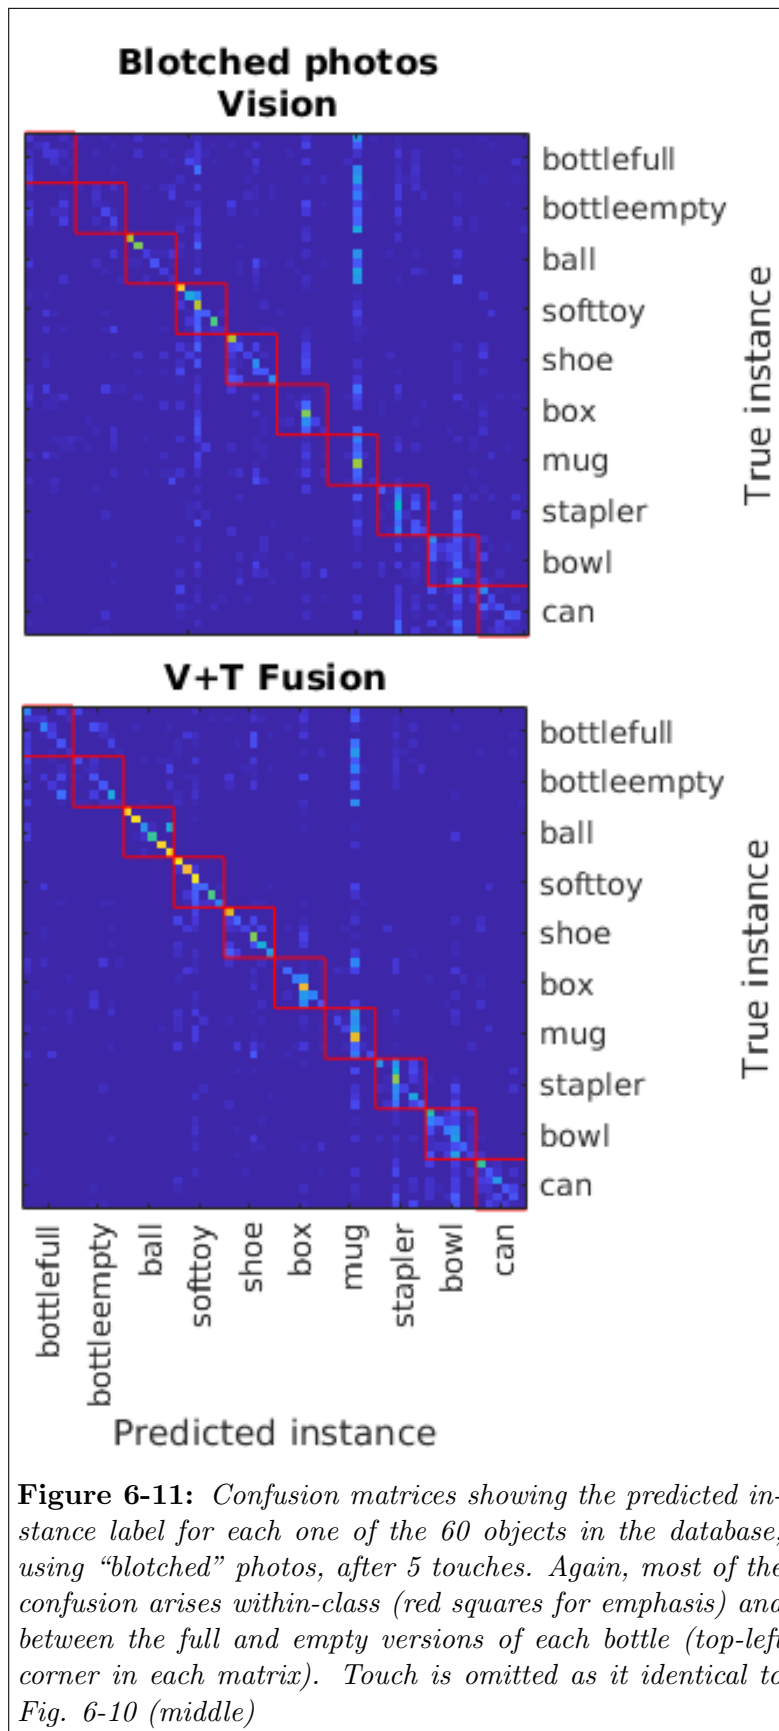 Blotched photos
Vision
bottlefull
bottleempty
ball
softtoy
shoe
box
mug
stapler
bowl
can
True instance
V+T Fusion
bottlefull
bottleempty
ball
softtoy
shoe
box
mug
stapler
bowl
can
True instance
bottlefull
bottleempty
ball
softtoy
shoe
box
mug
stapler
bowl
can
Predicted instance
Figure 6-11: Confusion matrices showing the predicted in-
stance label for each one of the 60 objects in the database,
using “blotched” photos, after 5 touches. Again, most of the
confusion arises within-class (red squares for emphasis) and
between the full and empty versions of each bottle (top-left
corner in each matrix). Touch is omitted as it identical to
Fig. 6-10 (middle)